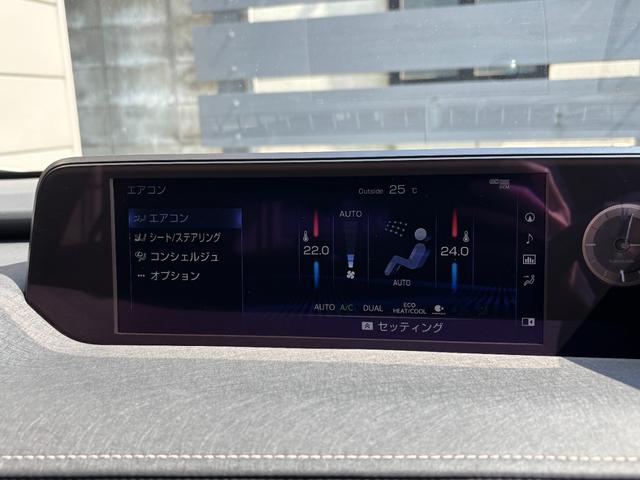 エアコン
Outside 25 ℃
DCM
エアコン
シート/ステアリング
コンシェルジュ
オプション
AUTO
22.0
24.0
AUTO
AUTO A/C DUAL ECO HEAT/COOL
A セッティング